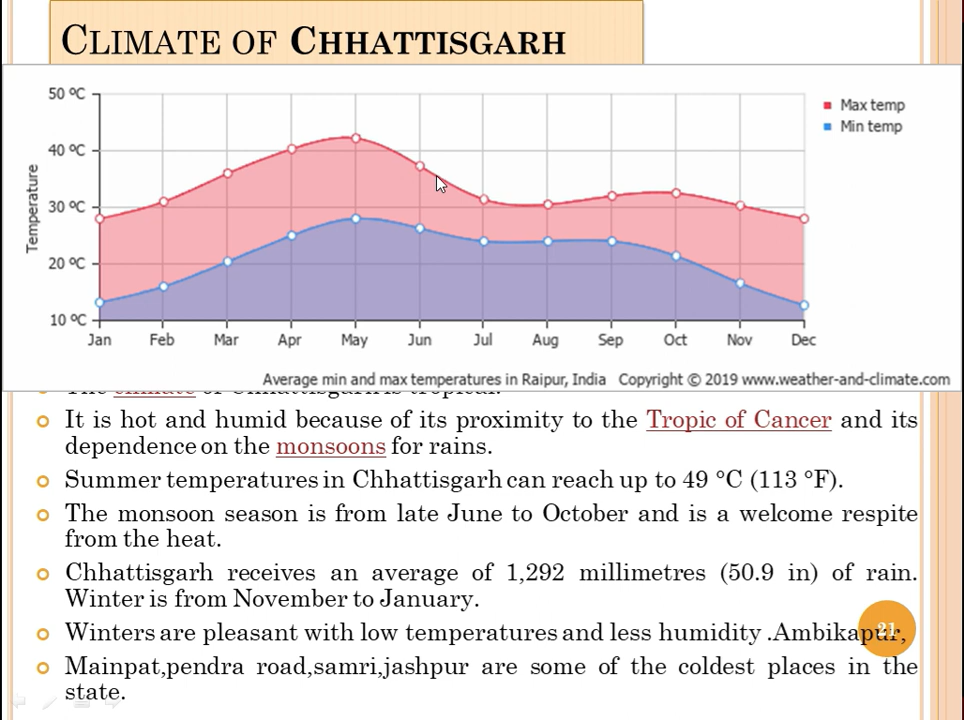 CLIMATE OF CHHATTISGARH
50 ºC
40 ºC
30 ºC
20 ºC
10 ºC
Temperature
Max temp
Min temp
Jan Feb Mar Apr May Jun Jul Aug Sep Oct Nov Dec
Average min and max temperatures in Raipur, India Copyright © 2019 www.weather-and-climate.com
The climate of Chhattisgarh is tropical.
It is hot and humid because of its proximity to the Tropic of Cancer and its
dependence on the monsoons for rains.
Summer temperatures in Chhattisgarh can reach up to 49 °C (113 °F).
The monsoon season is from late June to October and is a welcome respite
from the heat.
Chhattisgarh receives an average of 1,292 millimetres (50.9 in) of rain.
Winter is from November to January.
Winters are pleasant with low temperatures and less humidity .Ambikapur,
21
Mainpat,pendra road,samri,jashpur are some of the coldest places in the
state.